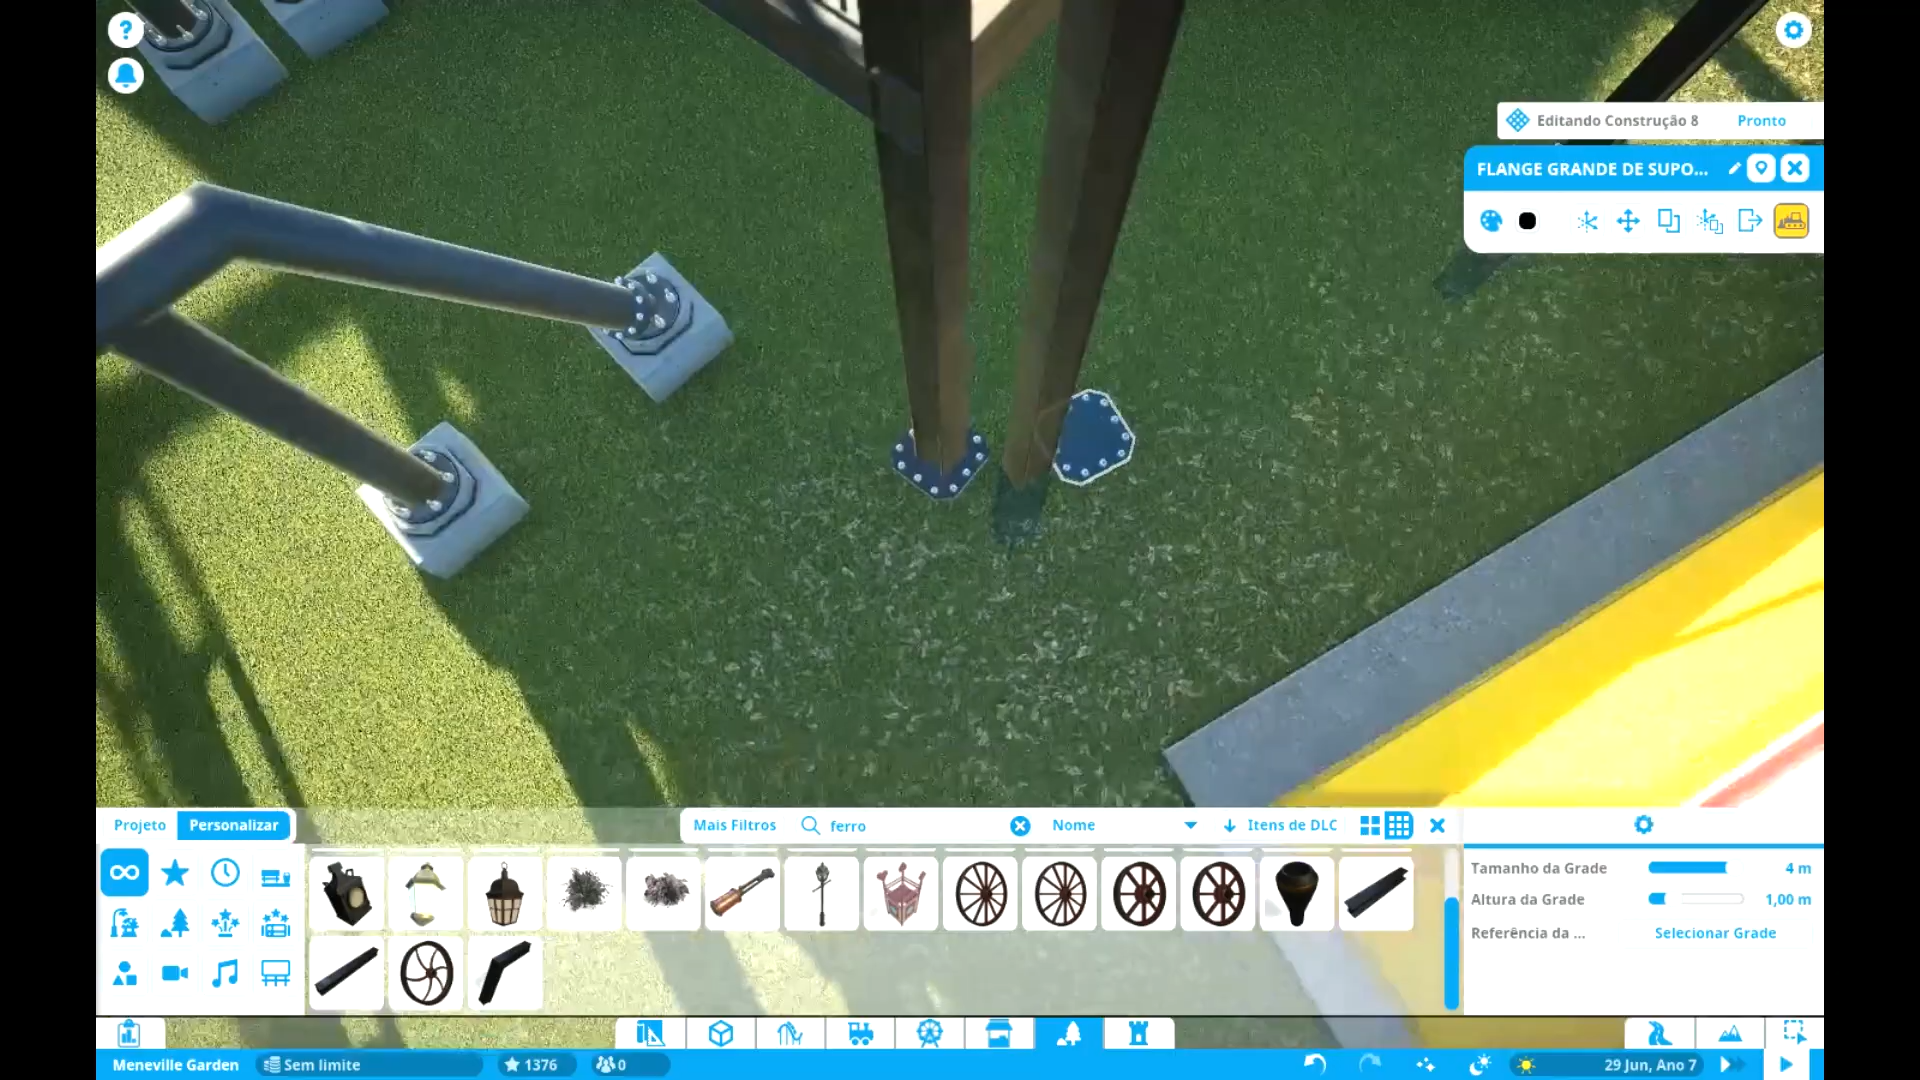 ?
Editando Construção 8 Pronto
FLANGE GRANDE DE SUPO...
Projeto Personalizar Mais Filtros ferro Nome Itens de DLC
Tamanho da Grade 4 m
Altura da Grade 1,00 m
Referência da ... Selecionar Grade
Meneville Garden Sem limite 1376 0 29 Jun, Ano 7